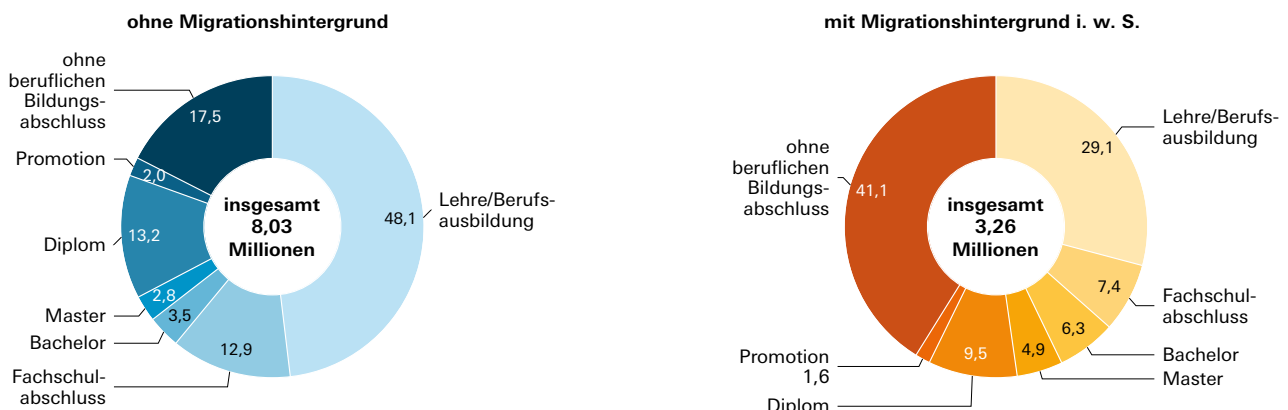 ohne Migrationshintergrund
ohne
beruflichen
Bildungs-
abschluss
17,5
Promotion
2,0
Diplom
13,2
Master
2,8
Bachelor
3,5
Fachschul-
abschluss
12,9
insgesamt
8,03
Millionen
48,1
Lehre/Berufs-
ausbildung
mit Migrationshintergrund i. w. S.
ohne
beruflichen
Bildungs-
abschluss
41,1
Promotion
1,6
Diplom
9,5
insgesamt
3,26
Millionen
29,1
Lehre/Berufs-
ausbildung
7,4
Fachschul-
abschluss
6,3
Bachelor
4,9
Master